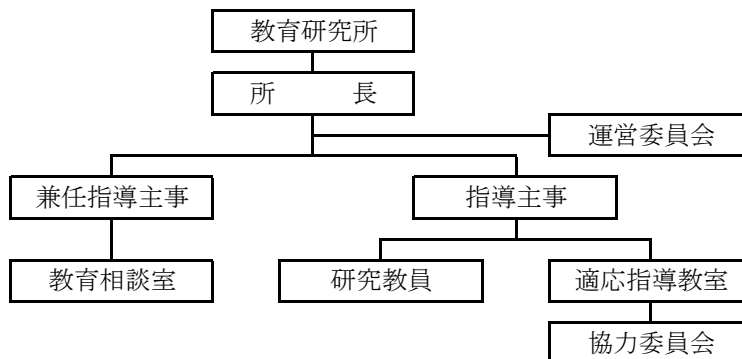 教育研究所
所　　長
運営委員会
兼任指導主事
指導主事
教育相談室
研究教員
適応指導教室
協力委員会